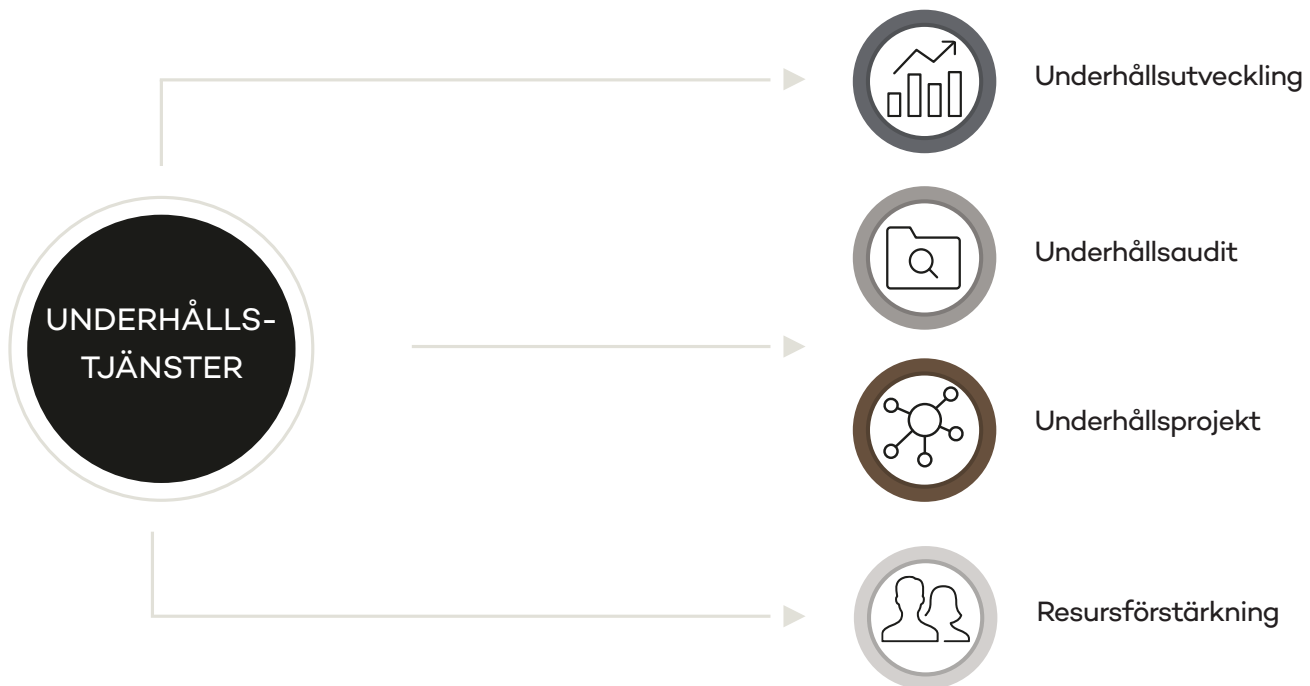 UNDERHÅLLS-
TJÄNSTER
Underhållsutveckling
Underhållsaudit
Underhållsprojekt
Resursförstärkning